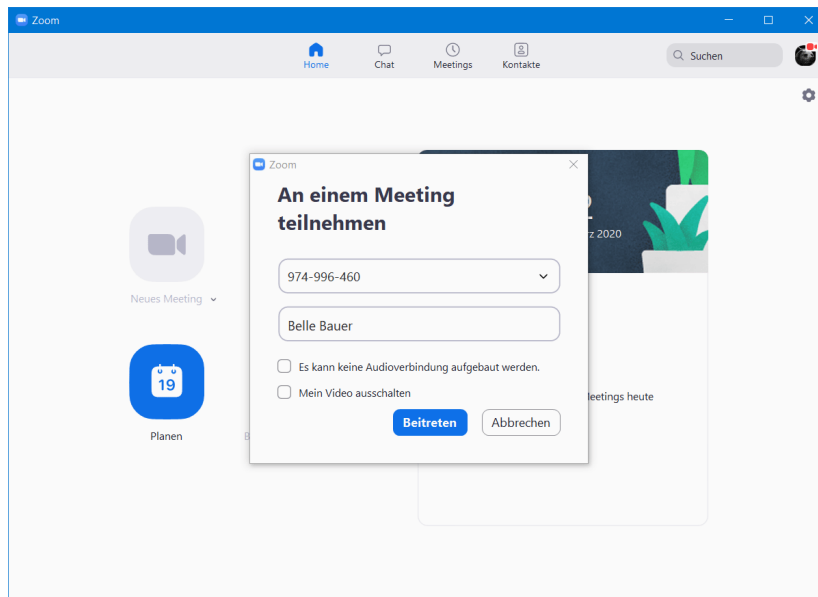 Zoom
Home
Chat
Meetings
Kontakte
Suchen
Zoom
An einem Meeting
teilnehmen
974-996-460
Belle Bauer
Es kann keine Audioverbindung aufgebaut werden.
Mein Video ausschalten
Beitreten
Abbrechen
2020
Neues Meeting
19
Planen
heute